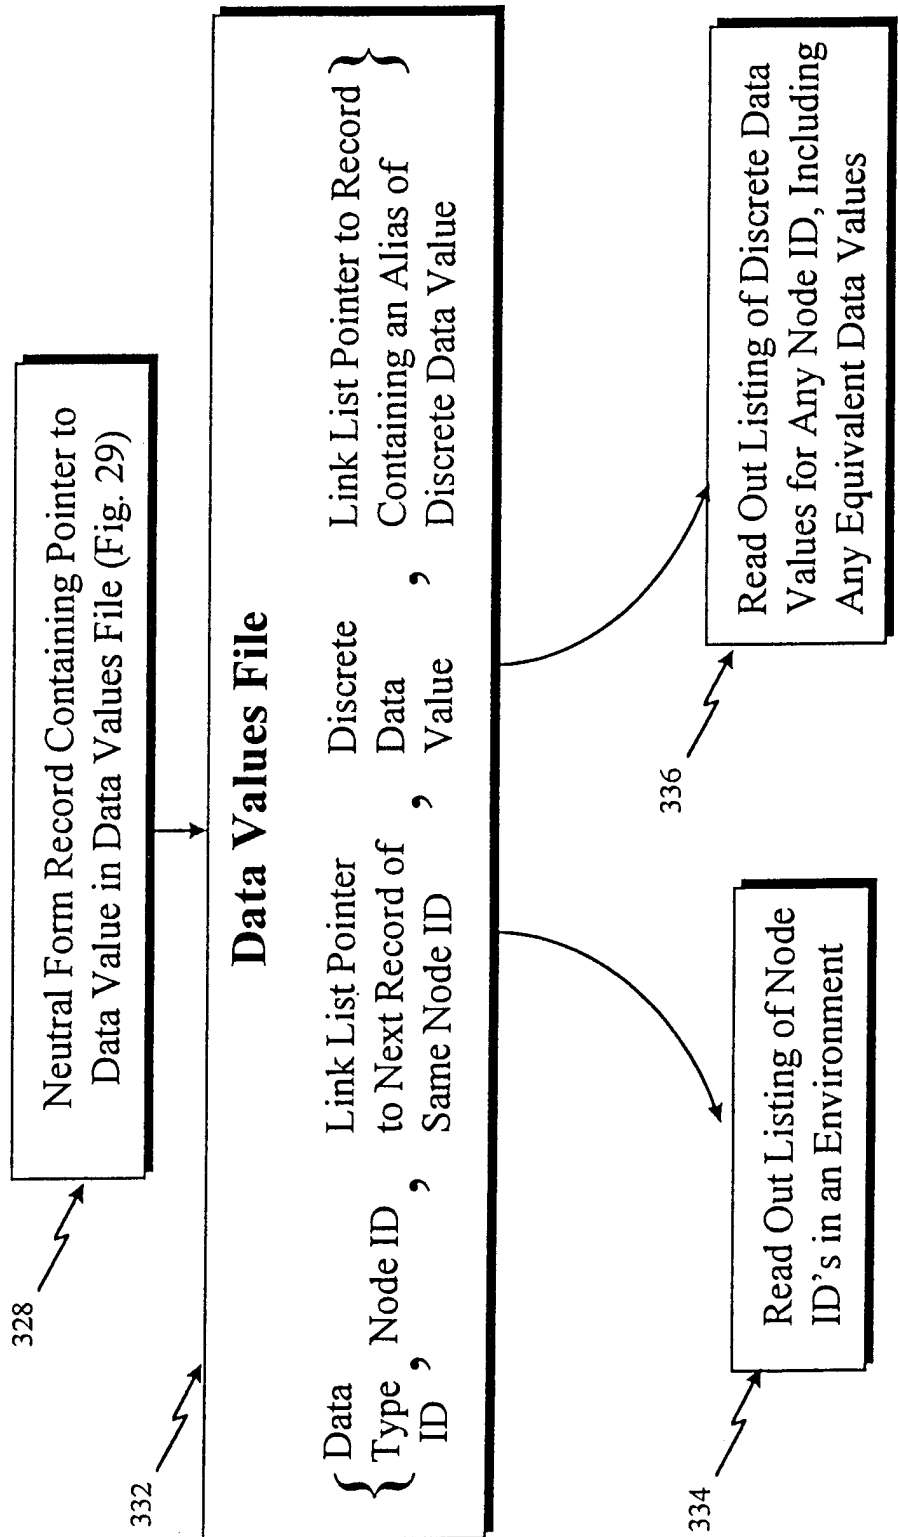 328
Neutral Form Record Containing Pointer to
Data Value in Data Values File (Fig. 29)
332
Data Values File
{ Data
Type
ID ,
Node ID ,
Link List Pointer
to Next Record of
Same Node ID ,
Discrete
Data
Value ,
Link List Pointer to Record
Containing an Alias of
Discrete Data Value }
334
Read Out Listing of Node
ID's in an Environment
336
Read Out Listing of Discrete Data
Values for Any Node ID, Including
Any Equivalent Data Values